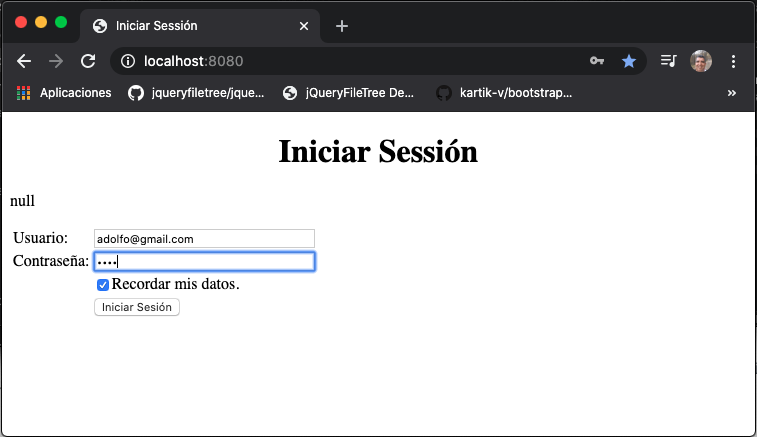 Iniciar Sessión
localhost:8080
Aplicaciones jqueryfiletree/jque... jQueryFileTree De... kartik-v/bootstrap... »
Iniciar Sessión
null
Usuario: adolfo@gmail.com
Contraseña: ••••
Recordar mis datos.
Iniciar Sesión